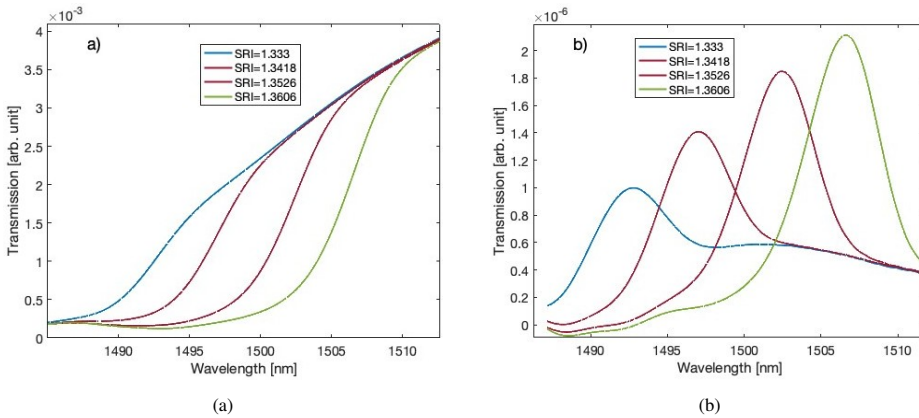 ×10⁻³
a)
SRI=1.333
SRI=1.3418
SRI=1.3526
SRI=1.3606
Transmission [arb. unit]
4
3.5
3
2.5
2
1.5
1
0.5
0
1490
1495
1500
1505
1510
Wavelength [nm]
(a)
×10⁻⁶
b)
SRI=1.333
SRI=1.3418
SRI=1.3526
SRI=1.3606
Transmission [arb. unit]
2.2
2
1.8
1.6
1.4
1.2
1
0.8
0.6
0.4
0.2
0
1490
1495
1500
1505
1510
Wavelength [nm]
(b)